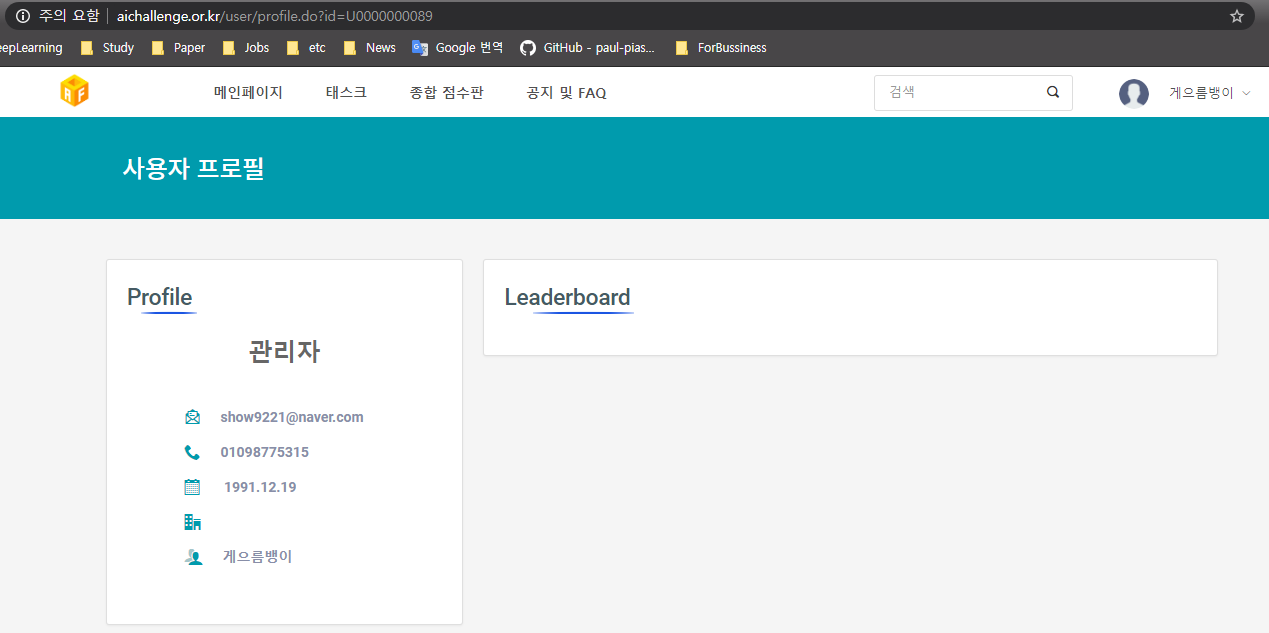 주의 요함 aichallenge.or.kr/user/profile.do?id=U0000000089
epLearning Study Paper Jobs etc News Google 번역 GitHub - paul-pias... ForBussiness
AF 메인페이지 태스크 종합 점수판 공지 및 FAQ 검색 게으름뱅이
사용자 프로필
Profile
관리자
show9221@naver.com
01098775315
1991.12.19
게으름뱅이
Leaderboard